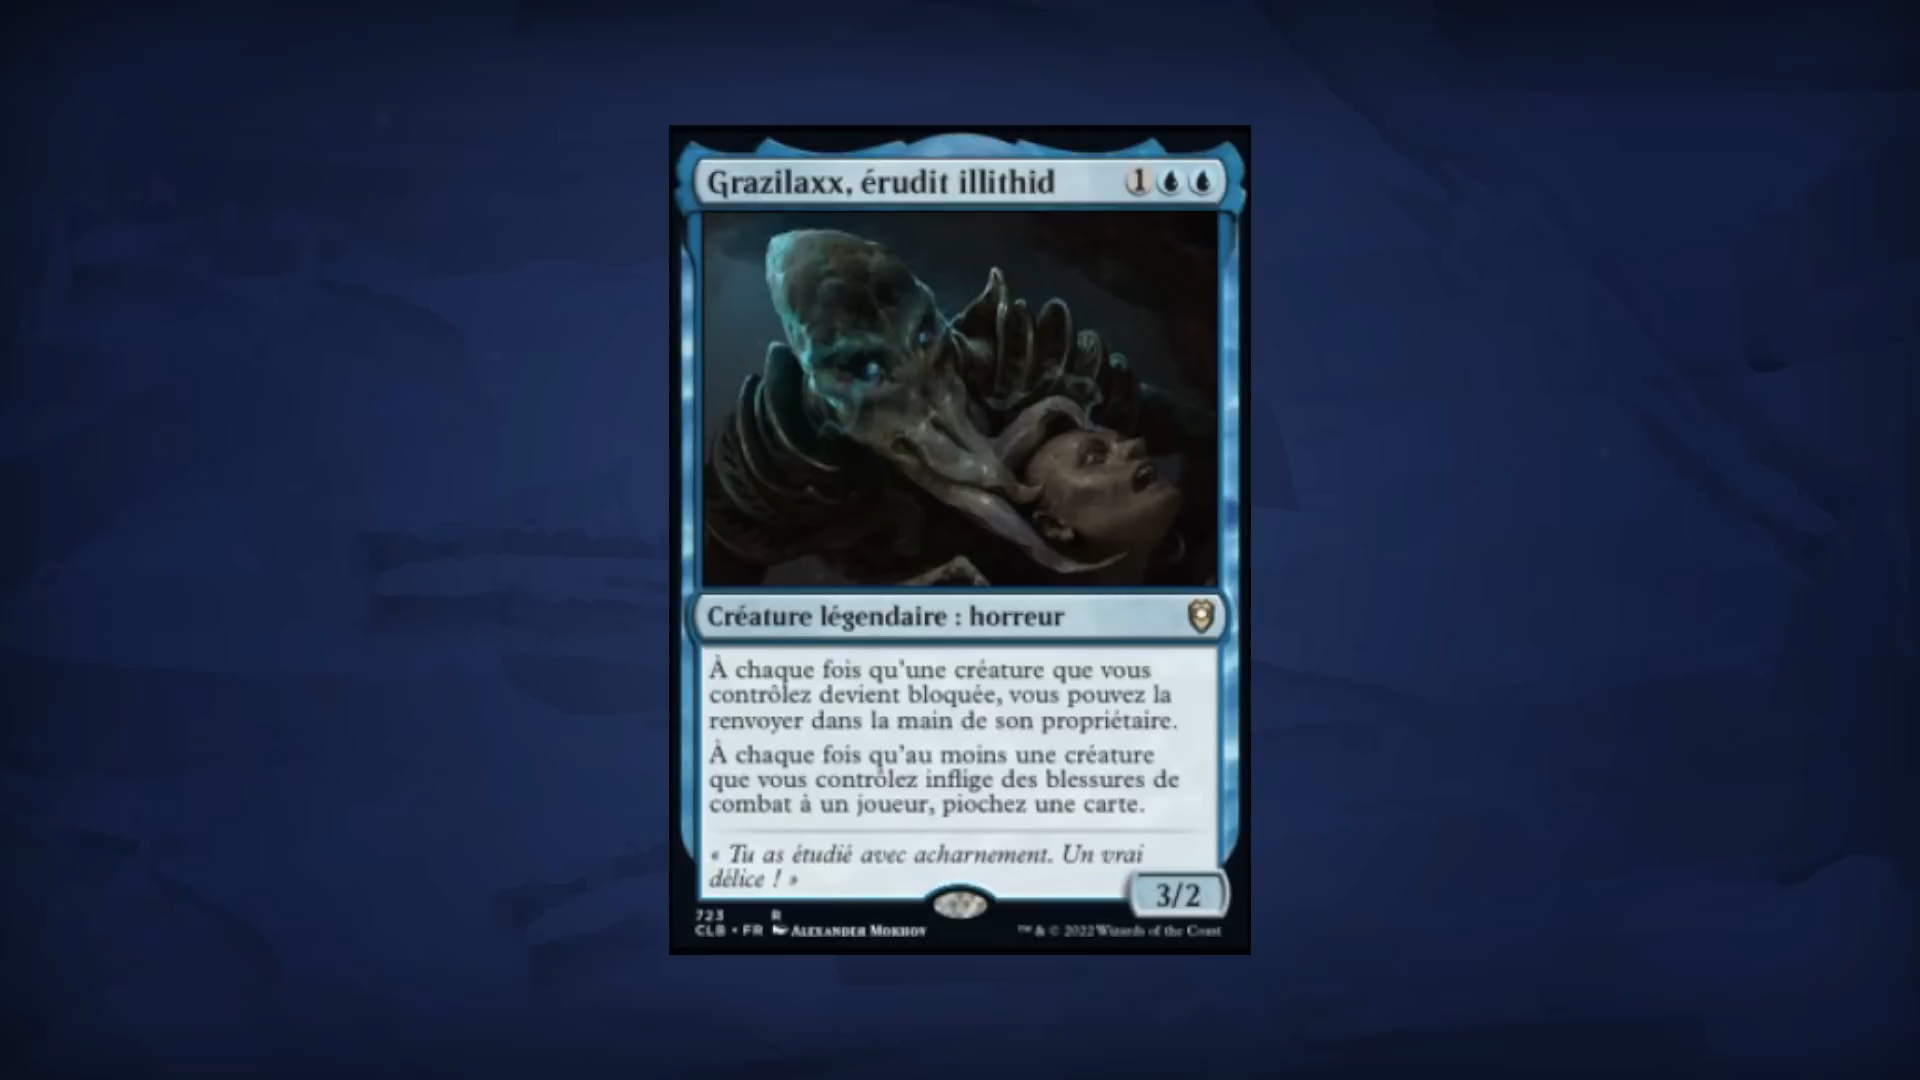 Grazilaxx, érudit illithid 1
Créature légendaire : horreur
À chaque fois qu'une créature que vous
contrôlez devient bloquée, vous pouvez la
renvoyer dans la main de son propriétaire.
À chaque fois qu'au moins une créature
que vous contrôlez inflige des blessures de
combat à un joueur, piochez une carte.
« Tu as étudié avec acharnement. Un vrai
délice ! »
3/2
723 R
CLB • FR Alexander Mokhov ™ & © 2022 Wizards of the Coast